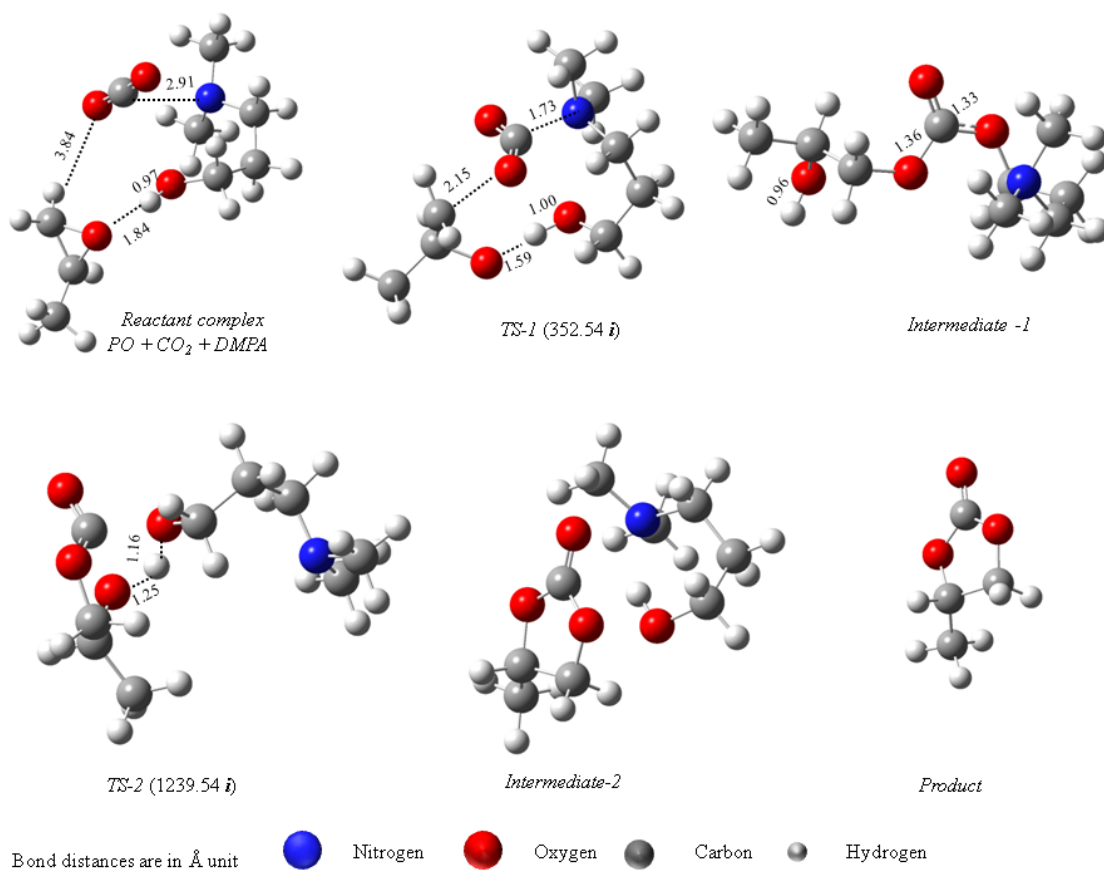 2.91
3.84
0.97
1.84
Reactant complex
PO + CO2 + DMPA
1.73
2.15
1.00
1.59
TS-1 (352.54 i)
1.33
1.36
0.96
Intermediate -1
1.16
1.25
TS-2 (1239.54 i)
Intermediate-2
Product
Bond distances are in Å unit
Nitrogen
Oxygen
Carbon
Hydrogen